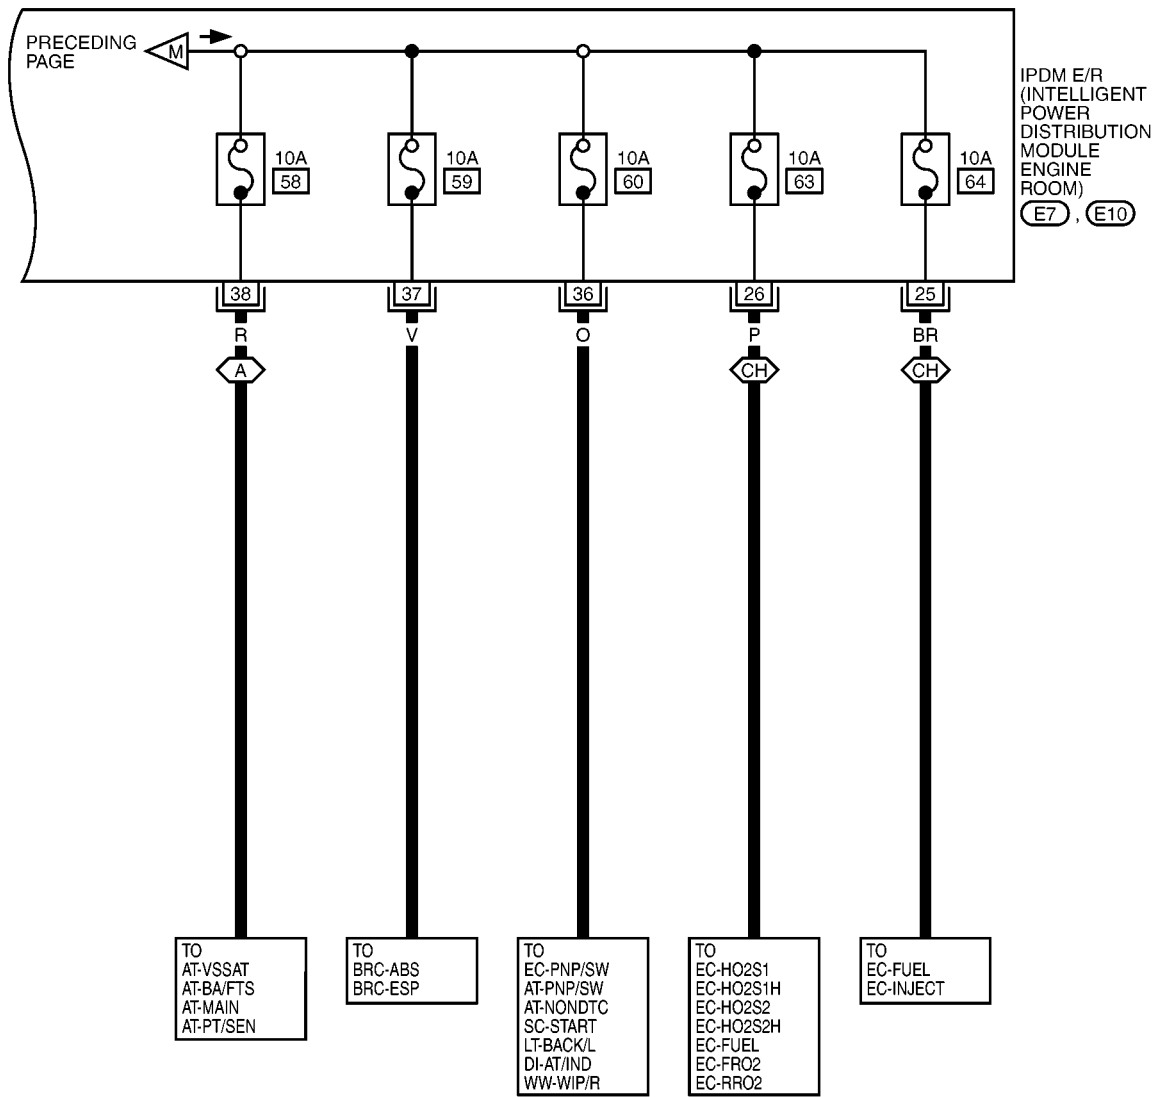 PRECEDING
PAGE
M
IPDM E/R
(INTELLIGENT
POWER
DISTRIBUTION
MODULE
ENGINE
ROOM)
E7 , E10
10A
58
10A
59
10A
60
10A
63
10A
64
38
37
36
26
25
R
V
O
P
BR
A
CH
CH
TO
AT-VSSAT
AT-BA/FTS
AT-MAIN
AT-PT/SEN
TO
BRC-ABS
BRC-ESP
TO
EC-PNP/SW
AT-PNP/SW
AT-NONDTC
SC-START
LT-BACK/L
DI-AT/IND
WW-WIP/R
TO
EC-HO2S1
EC-HO2S1H
EC-HO2S2
EC-HO2S2H
EC-FUEL
EC-FRO2
EC-RRO2
TO
EC-FUEL
EC-INJECT